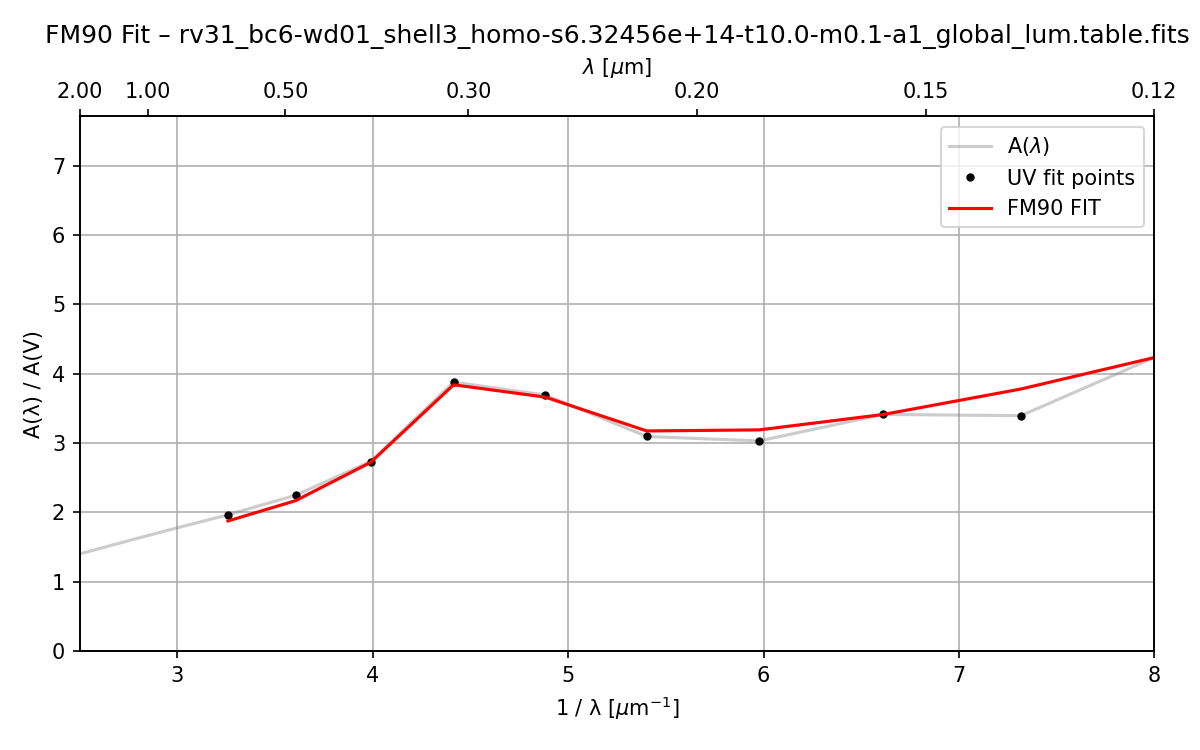 FM90 Fit – rv31_bc6-wd01_shell3_homo-s6.32456e+14-t10.0-m0.1-a1_global_lum.table.fits
λ [μm]
2.00 1.00 0.50 0.30 0.20 0.15 0.12
A(λ)
UV fit points
FM90 FIT
A(λ) / A(V)
7
6
5
4
3
2
1
0
3 4 5 6 7 8
1 / λ [μm⁻¹]